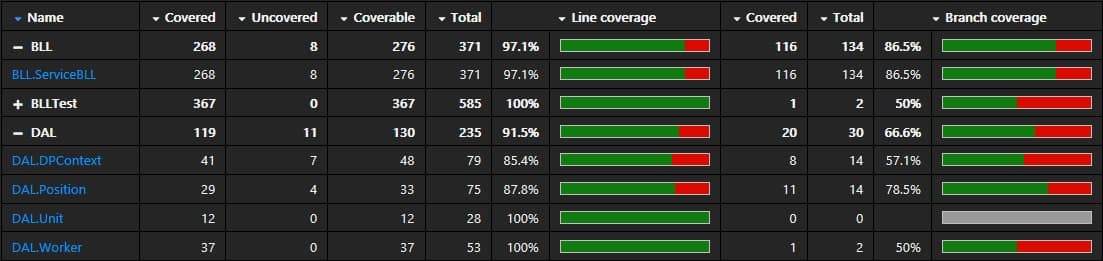 Name Covered Uncovered Coverable Total Line coverage Covered Total Branch coverage
− BLL 268 8 276 371 97.1% 116 134 86.5%
BLL.ServiceBLL 268 8 276 371 97.1% 116 134 86.5%
+ BLLTest 367 0 367 585 100% 1 2 50%
− DAL 119 11 130 235 91.5% 20 30 66.6%
DAL.DPContext 41 7 48 79 85.4% 8 14 57.1%
DAL.Position 29 4 33 75 87.8% 11 14 78.5%
DAL.Unit 12 0 12 28 100% 0 0
DAL.Worker 37 0 37 53 100% 1 2 50%